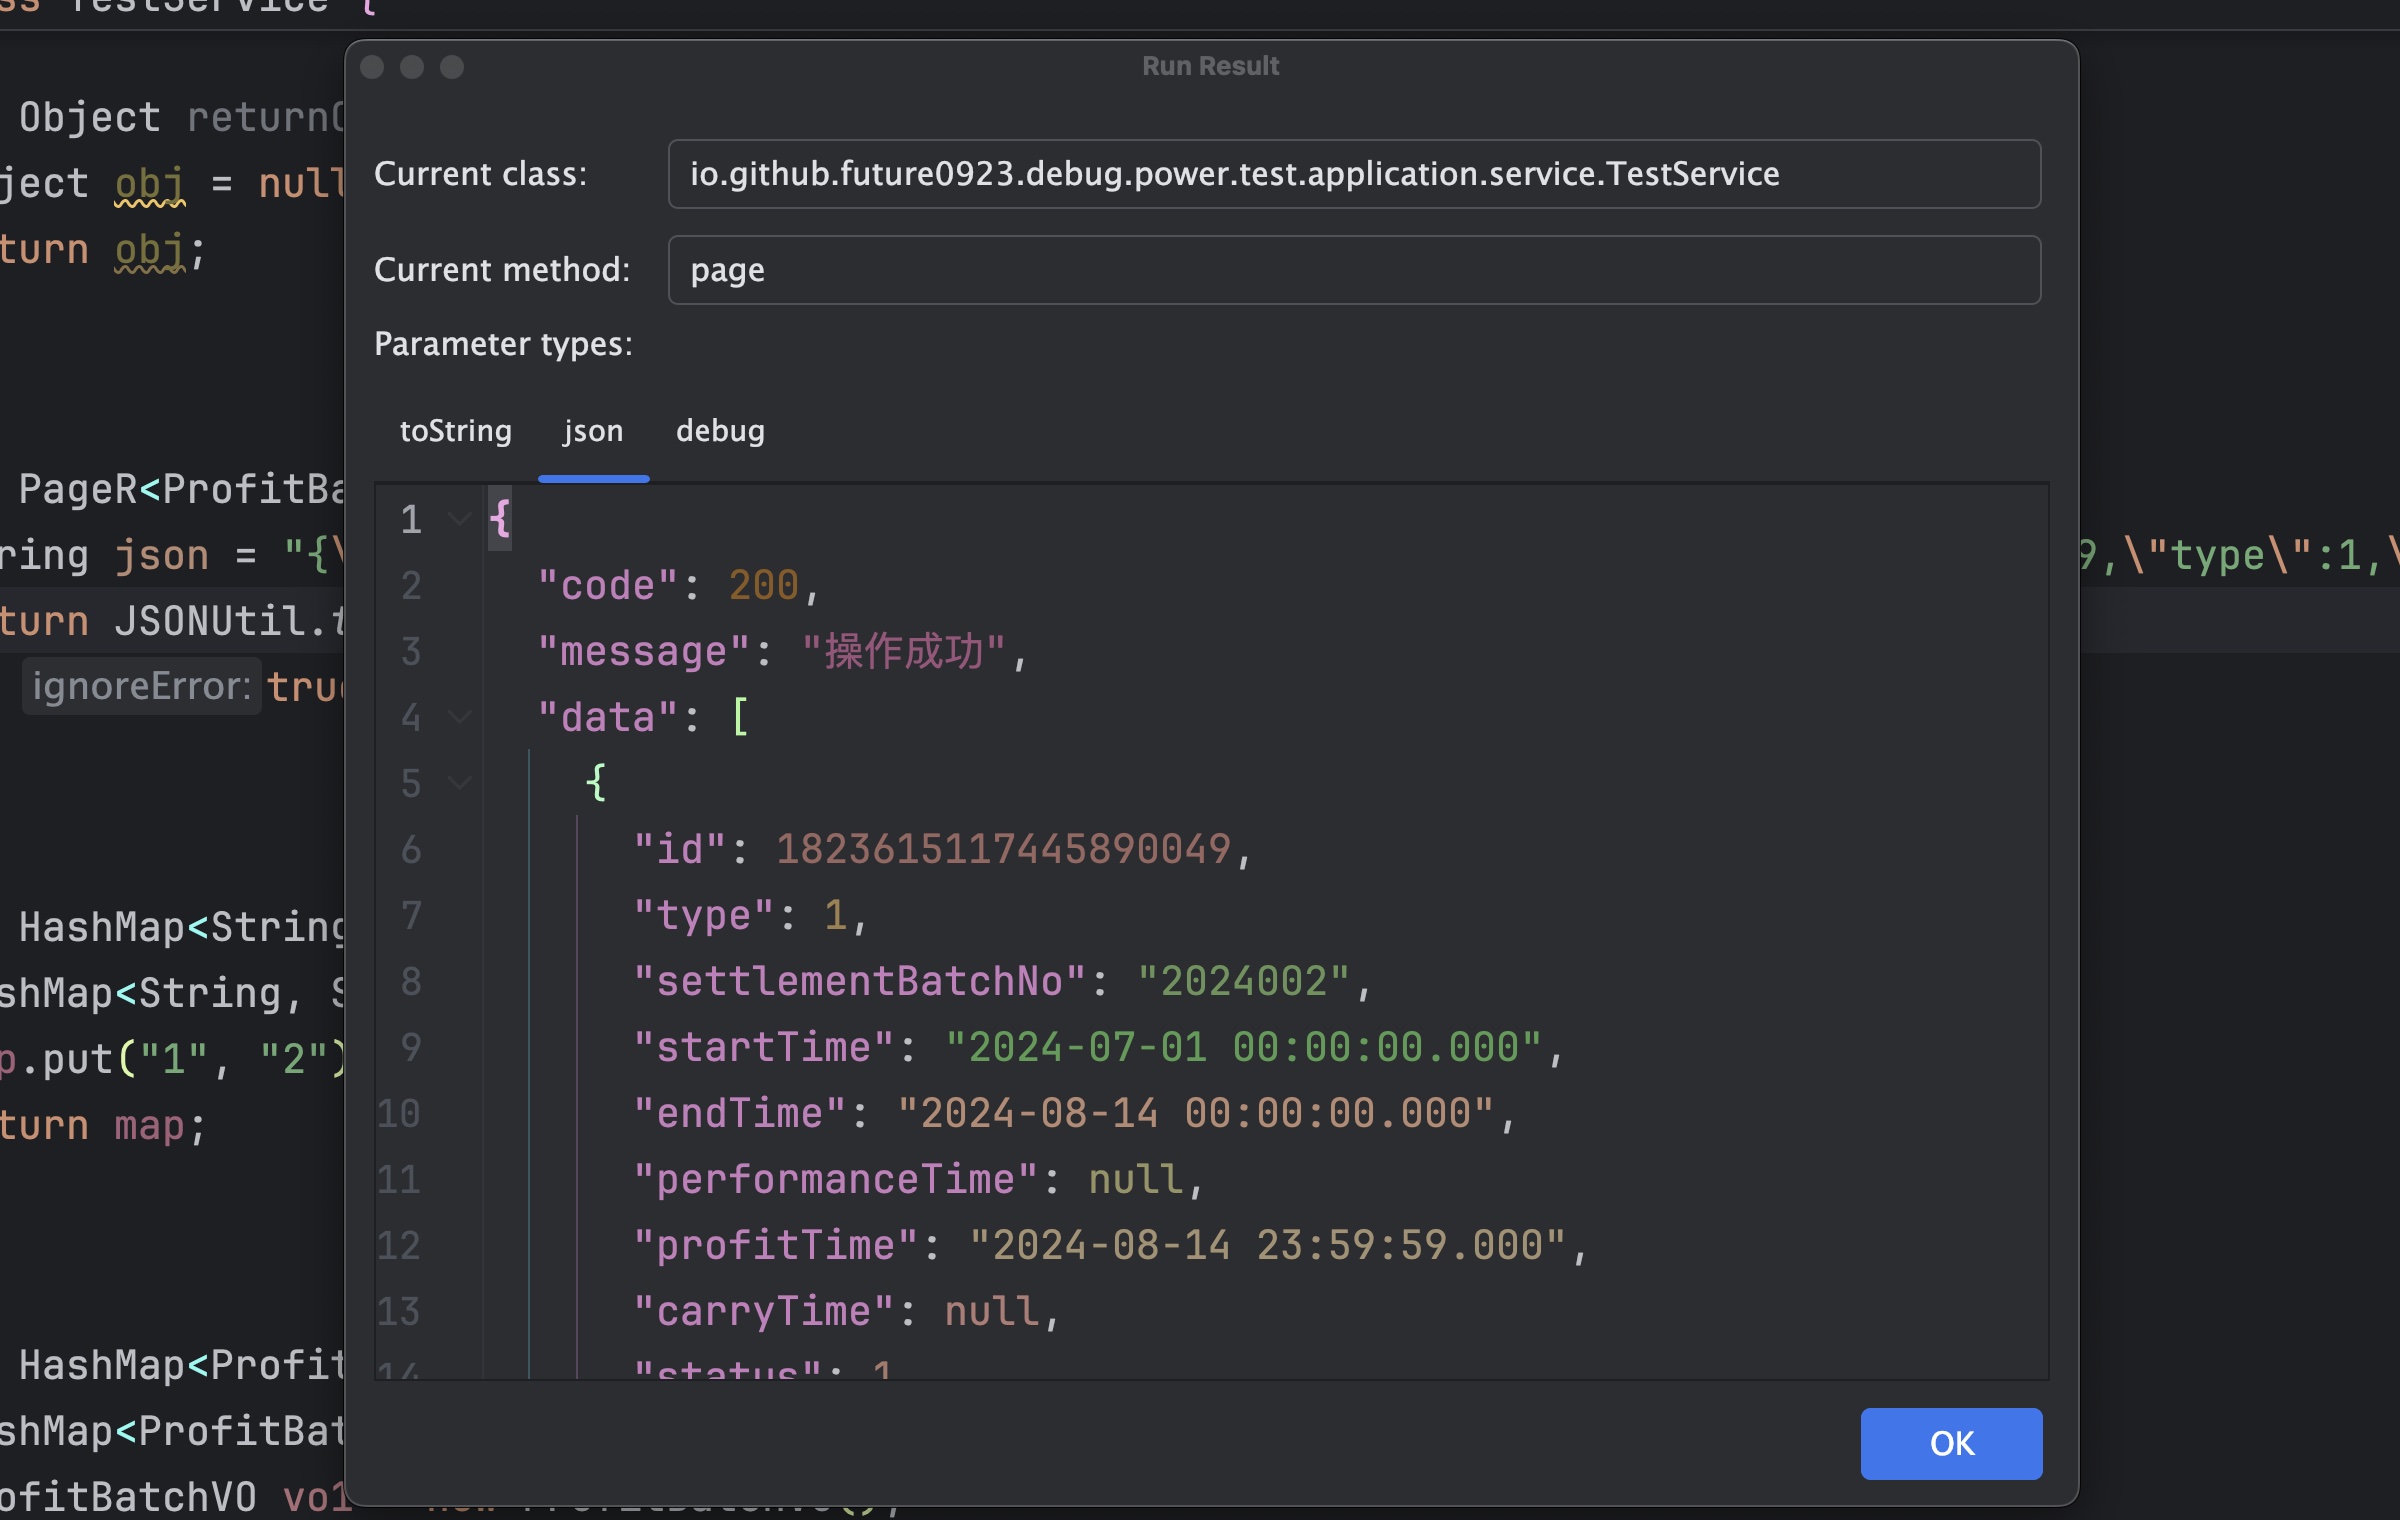 TestService {
Run Result
Object return
ject obj = null
turn obj;
Current class:
io.github.future0923.debug.power.test.application.service.TestService
Current method:
page
Parameter types:
toString json debug
PageR<ProfitBa
ring json = "{\
9,\"type\":1,\
turn JSONUtil.
ignoreError: true
HashMap<String
shMap<String, S
p.put("1", "2")
turn map;
HashMap<Profit
shMap<ProfitBat
ofitBatchVO vo1
1 {
2 "code": 200,
3 "message": "操作成功",
4 "data": [
5 {
6 "id": 1823615117445890049,
7 "type": 1,
8 "settlementBatchNo": "2024002",
9 "startTime": "2024-07-01 00:00:00.000",
10 "endTime": "2024-08-14 00:00:00.000",
11 "performanceTime": null,
12 "profitTime": "2024-08-14 23:59:59.000",
13 "carryTime": null,
14 "status": 1
OK